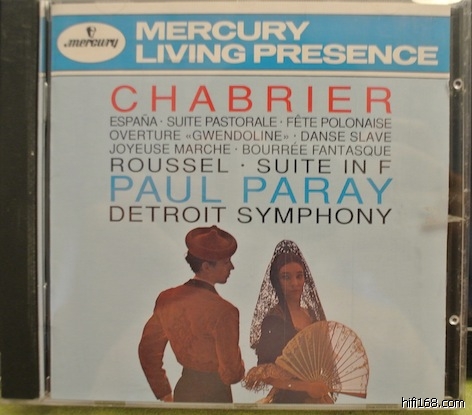 mercury
MERCURY
LIVING PRESENCE
CHABRIER
ESPAÑA · SUITE PASTORALE · FÊTE POLONAISE
OVERTURE «GWENDOLINE» · DANSE SLAVE
JOYEUSE MARCHE · BOURRÉE FANTASQUE
ROUSSEL · SUITE IN F
PAUL PARAY
DETROIT SYMPHONY
hifi168.com